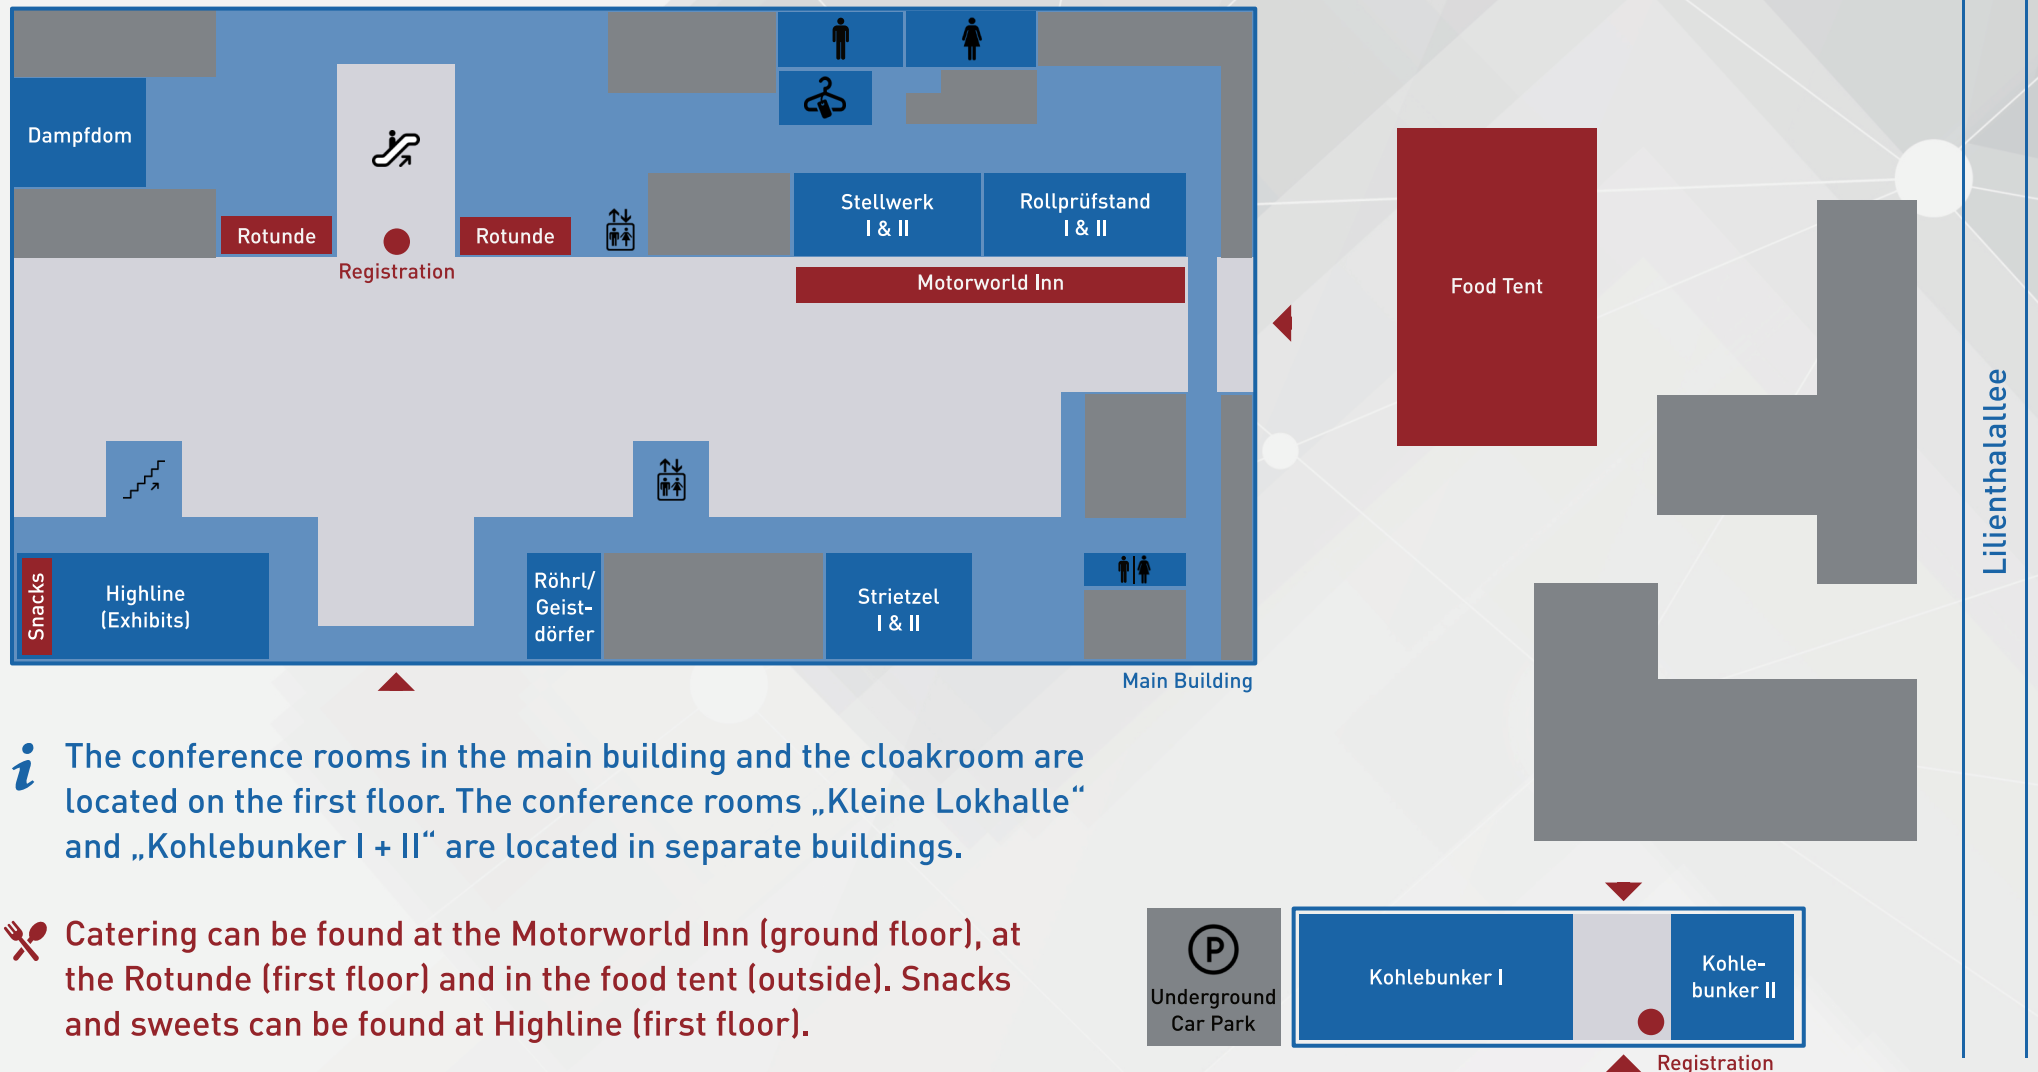 Dampfdom
Rotunde
Rotunde
Registration
Stellwerk
I & II
Rollprüfstand
I & II
Motorworld Inn
Food Tent
Lilienthalallee
Snacks
Highline
(Exhibits)
Röhrl/
Geist-
dörfer
Strietzel
I & II
Main Building
i The conference rooms in the main building and the cloakroom are
located on the first floor. The conference rooms „Kleine Lokhalle“
and „Kohlebunker I + II“ are located in separate buildings.
Catering can be found at the Motorworld Inn (ground floor), at
the Rotunde (first floor) and in the food tent (outside). Snacks
and sweets can be found at Highline (first floor).
P
Underground
Car Park
Kohlebunker I
Kohle-
bunker II
Registration